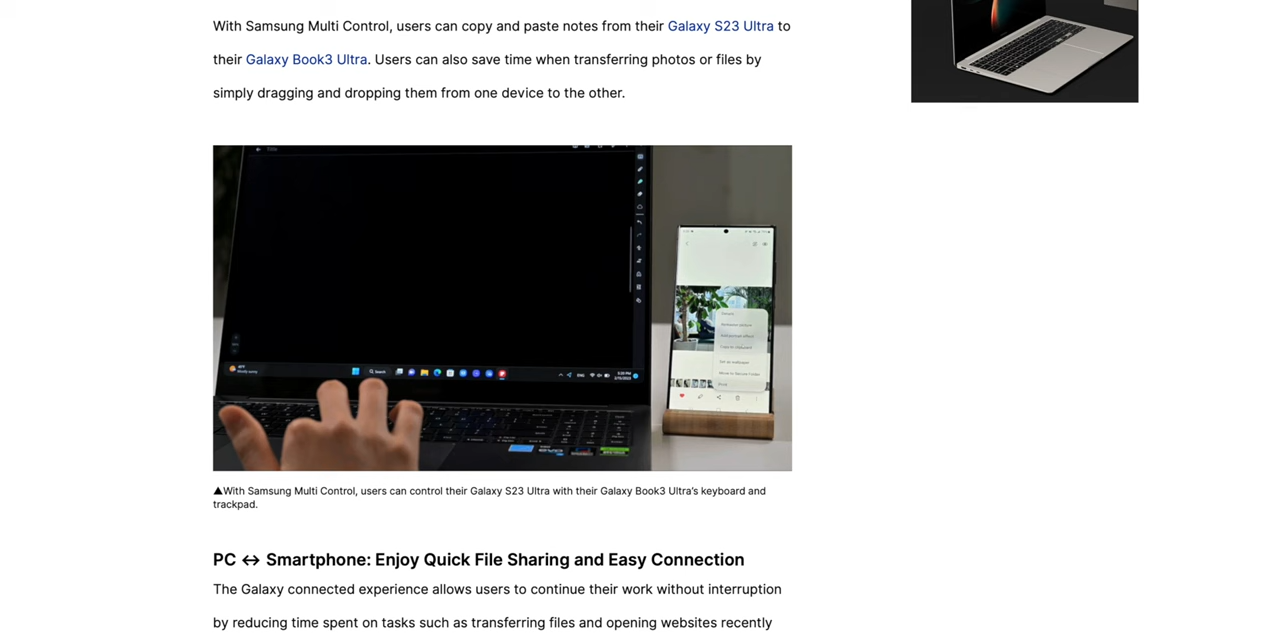 With Samsung Multi Control, users can copy and paste notes from their Galaxy S23 Ultra to
their Galaxy Book3 Ultra. Users can also save time when transferring photos or files by
simply dragging and dropping them from one device to the other.
Title
Search
▲With Samsung Multi Control, users can control their Galaxy S23 Ultra with their Galaxy Book3 Ultra’s keyboard and
trackpad.
PC ↔ Smartphone: Enjoy Quick File Sharing and Easy Connection
The Galaxy connected experience allows users to continue their work without interruption
by reducing time spent on tasks such as transferring files and opening websites recently